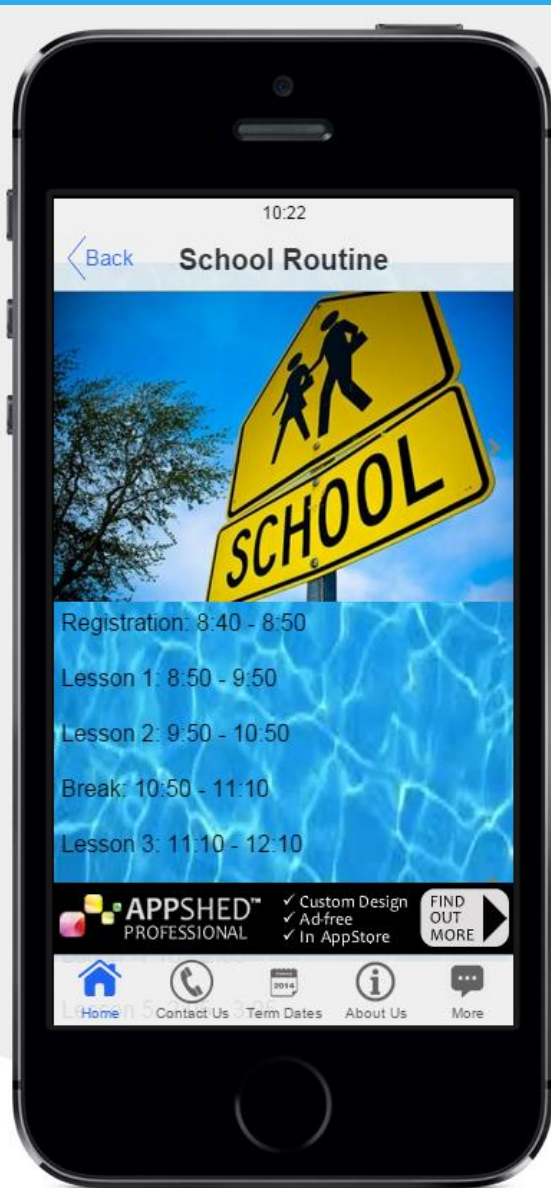 10:22
Back
School Routine
SCHOOL
Registration: 8:40 - 8:50
Lesson 1: 8:50 - 9:50
Lesson 2: 9:50 - 10:50
Break: 10:50 - 11:10
Lesson 3: 11:10 - 12:10
APPSHED™
PROFESSIONAL
✓ Custom Design
✓ Ad-free
✓ In AppStore
FIND
OUT
MORE
2014
Lesson 5:
Home
Contact Us
Term Dates
About Us
More